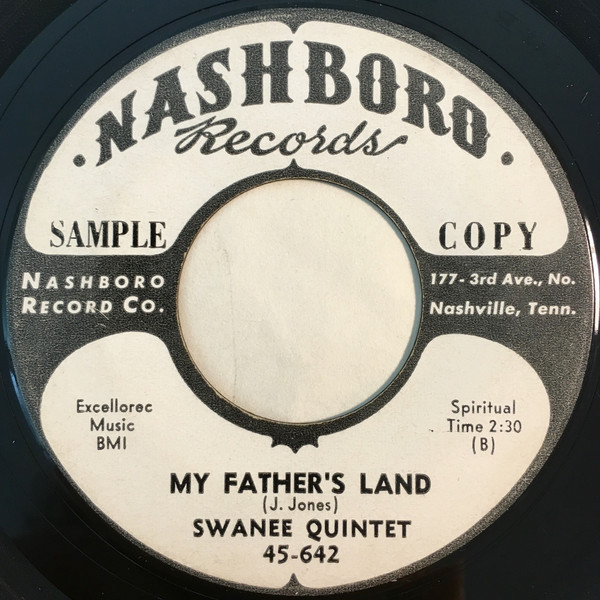 NASHBORO
Records
SAMPLE COPY
NASHBORO
RECORD CO.
177 - 3rd Ave., No.
Nashville, Tenn.
Excellorec
Music
BMI
Spiritual
Time 2:30
(B)
MY FATHER'S LAND
(J. Jones)
SWANEE QUINTET
45-642